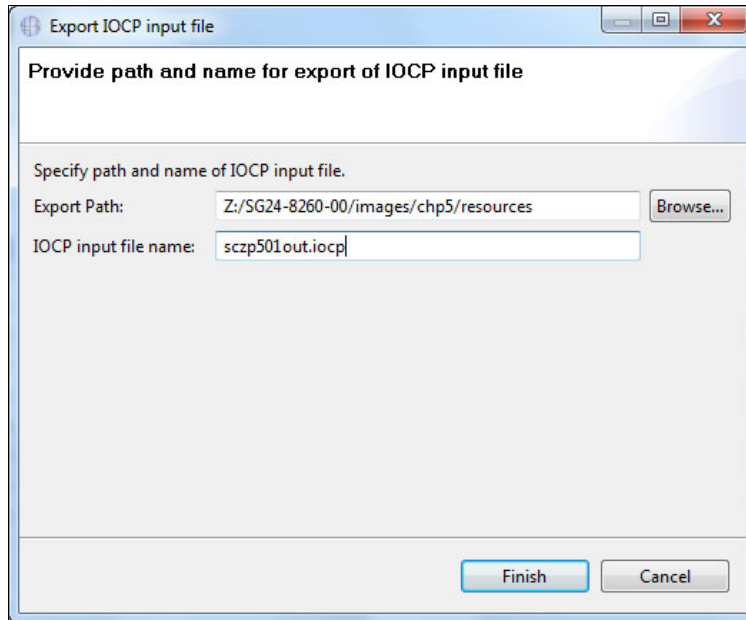 Export IOCP input file
Provide path and name for export of IOCP input file
Specify path and name of IOCP input file.
Export Path: Z:/SG24-8260-00/images/chp5/resources Browse...
IOCP input file name: sczp501out.iocp
Finish Cancel